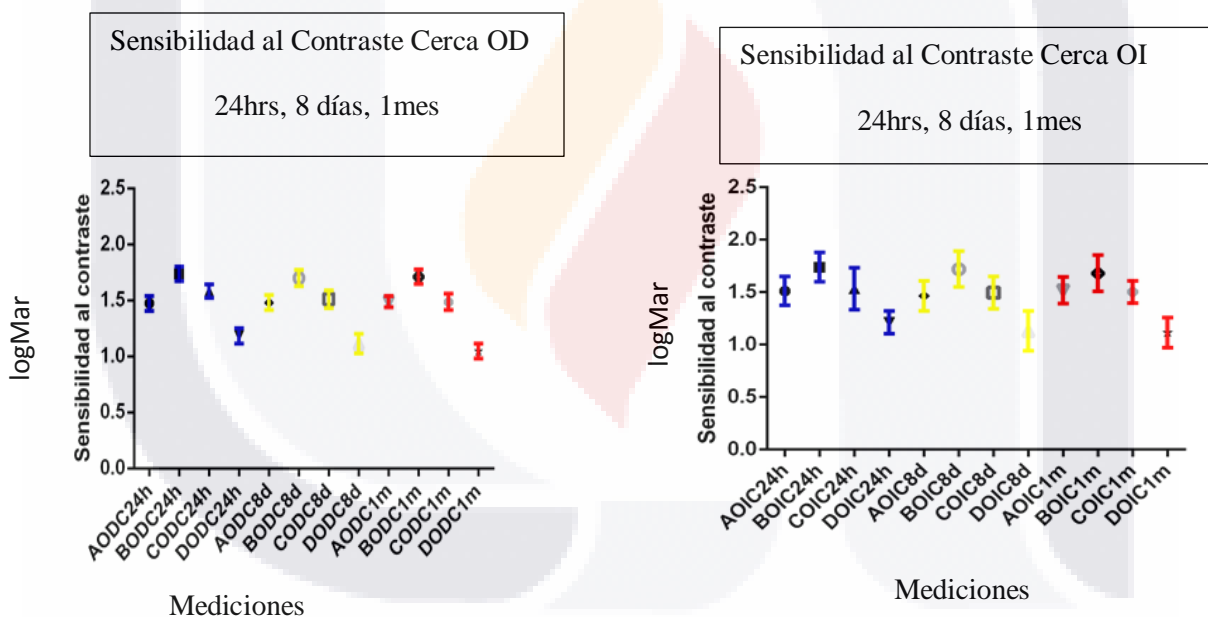 Sensibilidad al Contraste Cerca OD
24hrs, 8 días, 1mes
2.5
2.0
1.5
1.0
0.5
0.0
Sensibilidad al contraste
logMar
AODC24h
BODC24h
CODC24h
DODC24h
AODC8d
BODC8d
CODC8d
DODC8d
AODC1m
BODC1m
CODC1m
DODC1m
Mediciones
Sensibilidad al Contraste Cerca OI
24hrs, 8 días, 1mes
2.5
2.0
1.5
1.0
0.5
0.0
Sensibilidad al contraste
logMar
AOIC24h
BOIC24h
COIC24h
DOIC24h
AOIC8d
BOIC8d
COIC8d
DOIC8d
AOIC1m
BOIC1m
COIC1m
DOIC1m
Mediciones